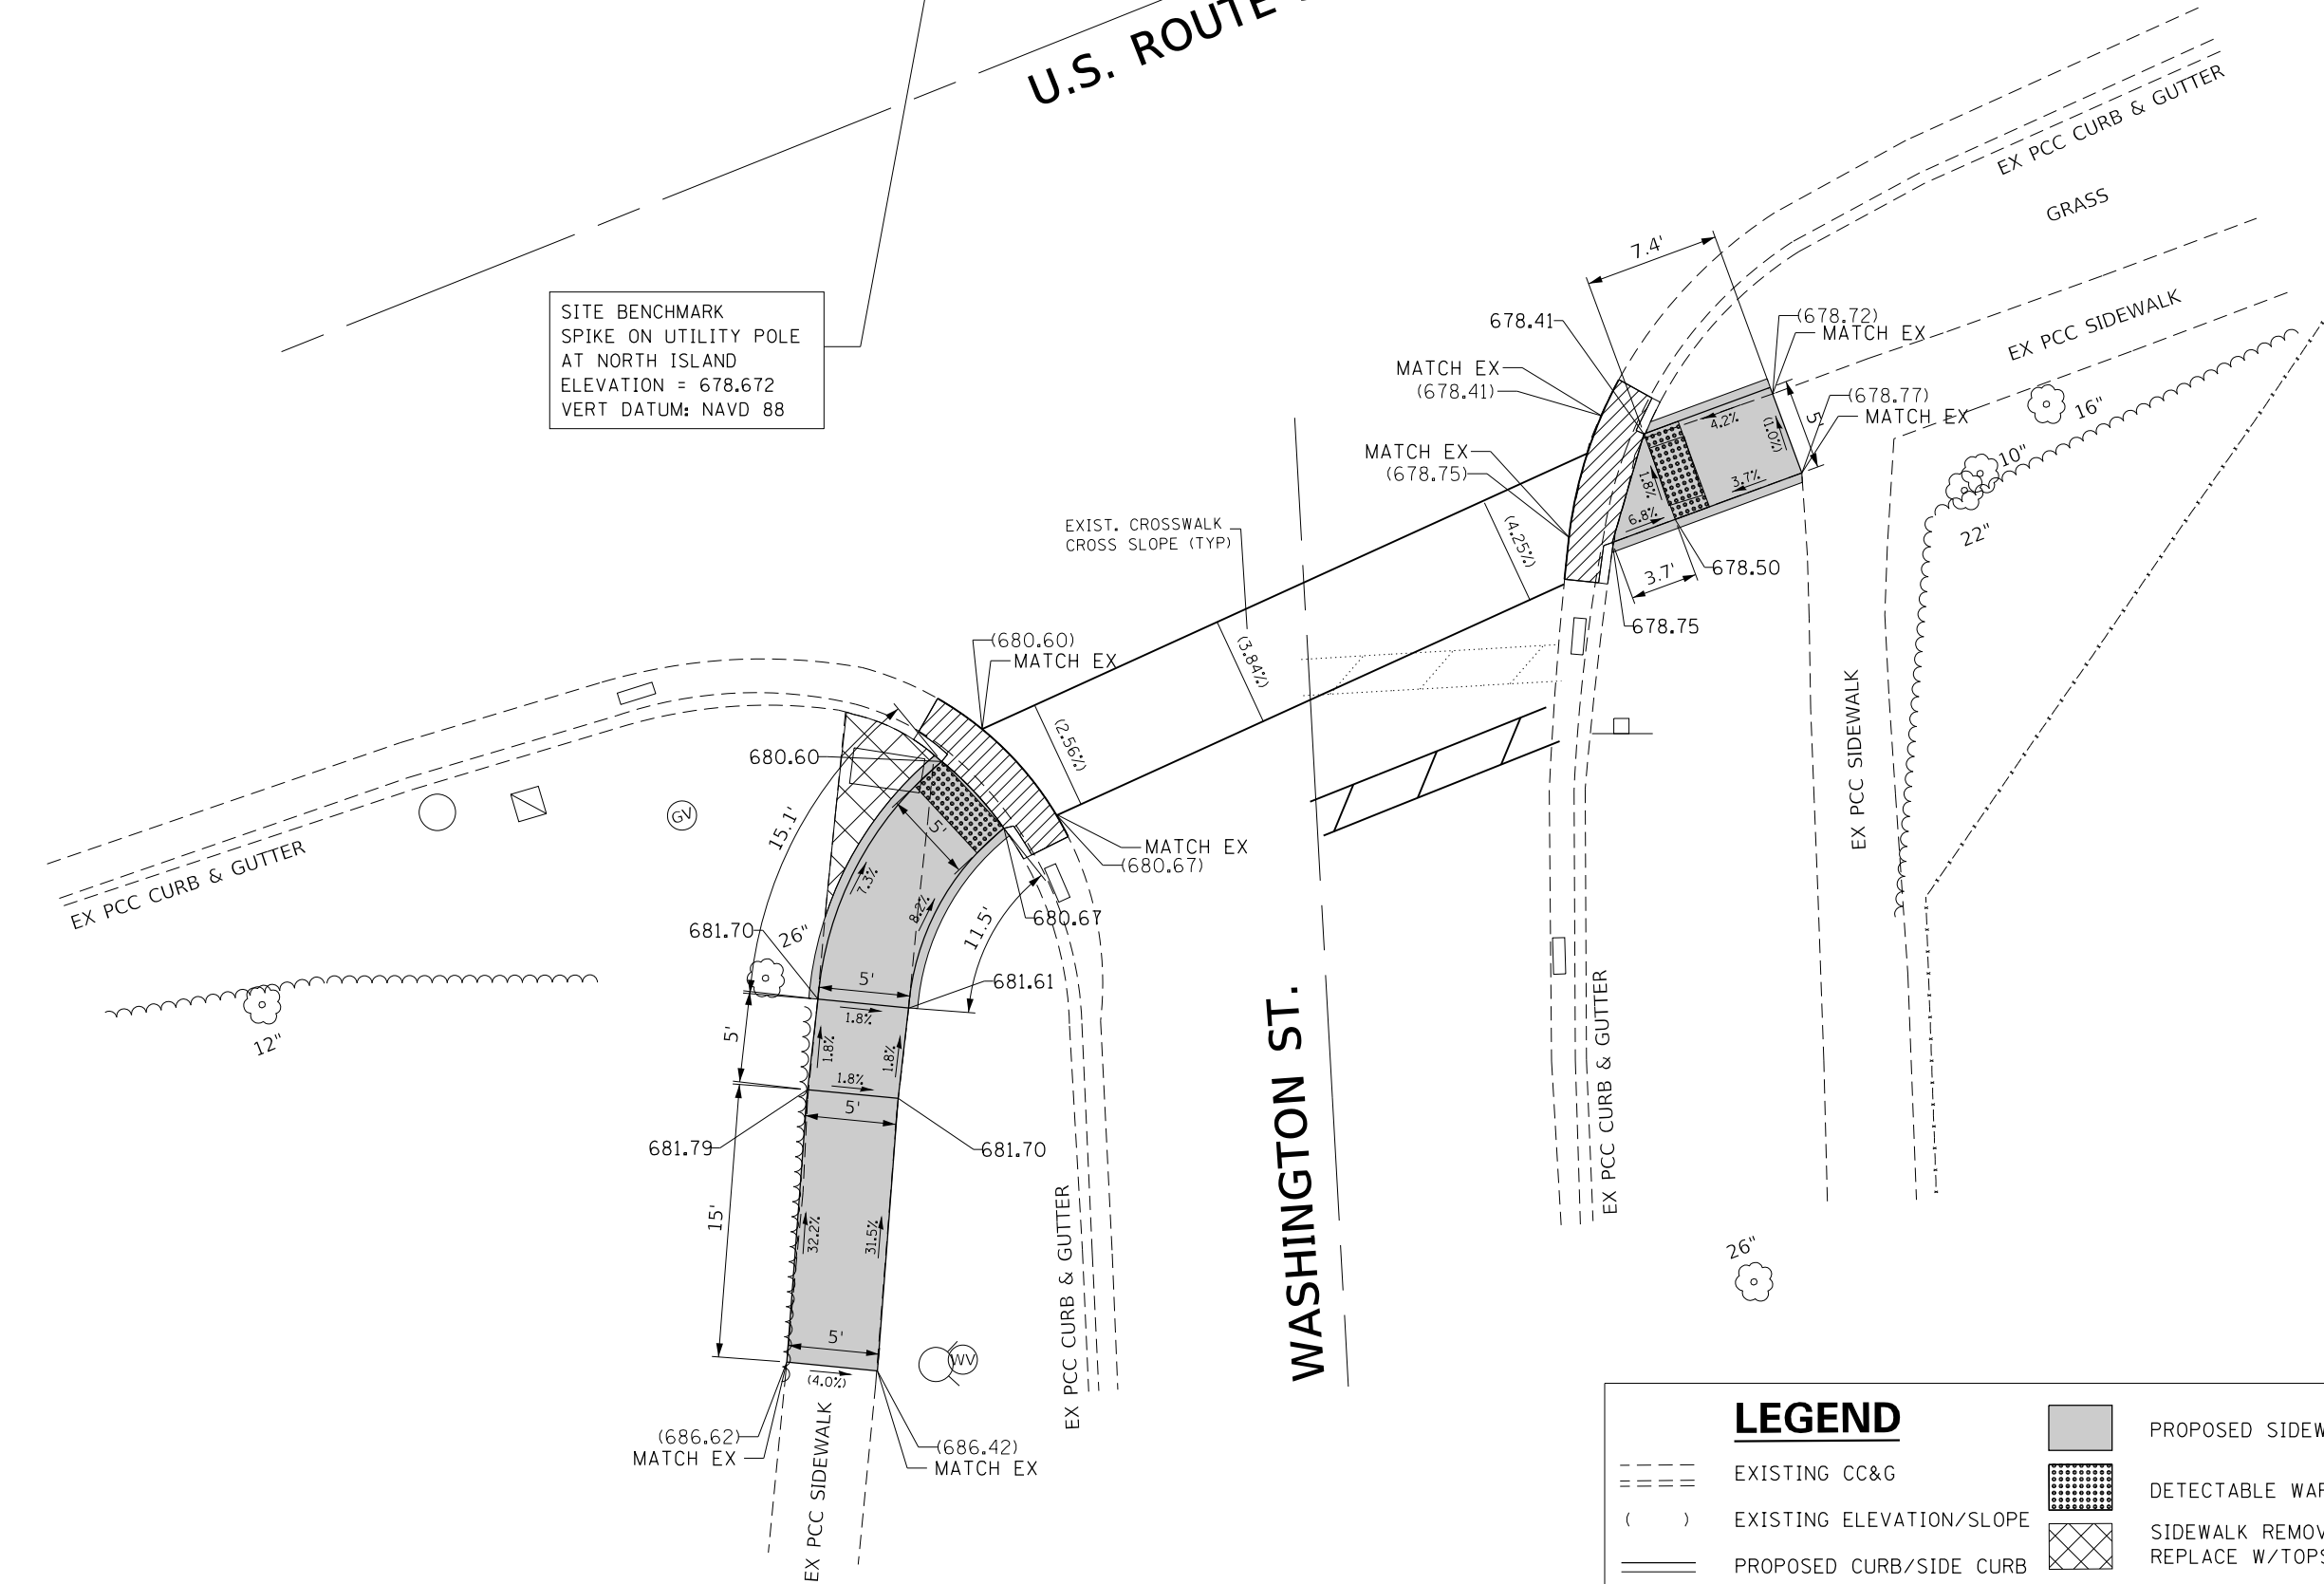 U.S. ROUTE
SITE BENCHMARK
SPIKE ON UTILITY POLE
AT NORTH ISLAND
ELEVATION = 678.672
VERT DATUM: NAVD 88
EX PCC CURB & GUTTER
GRASS
EX PCC SIDEWALK
7.4'
678.41
MATCH EX
(678.41)
MATCH EX
(678.75)
(678.72)
MATCH EX
(678.77)
MATCH EX
4.2%
(1.0%)
5'
3.7%
1.8%
6.8%
3.7'
678.50
678.75
16"
10"
22"
EXIST. CROSSWALK
CROSS SLOPE (TYP)
(4.25%)
(3.84%)
(2.56%)
(680.60)
MATCH EX
680.60
15.1'
GV
5'
MATCH EX
(680.67)
7.3%
8.2%
680.67
11.5'
681.70
26"
5'
681.61
1.8%
5'
1.8%
1.8%
1.8%
5'
681.79
681.70
15'
32.2%
31.5%
5'
(4.0%)
WV
(686.62)
MATCH EX
(686.42)
MATCH EX
EX PCC SIDEWALK
EX PCC CURB & GUTTER
12"
EX PCC CURB & GUTTER
WASHINGTON ST.
EX PCC CURB & GUTTER
EX PCC SIDEWALK
26"
LEGEND
EXISTING CC&G
( ) EXISTING ELEVATION/SLOPE
PROPOSED CURB/SIDE CURB
PROPOSED SIDEW
DETECTABLE WAR
SIDEWALK REMOV
REPLACE W/TOPS